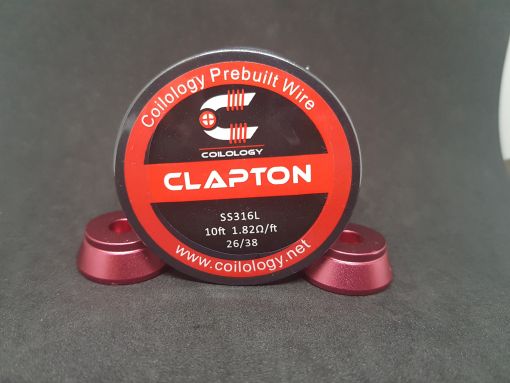 Coilology Prebuilt Wire
COILOLOGY
CLAPTON
SS316L
10ft 1.82Ω/ft
26/38
www.coilology.net